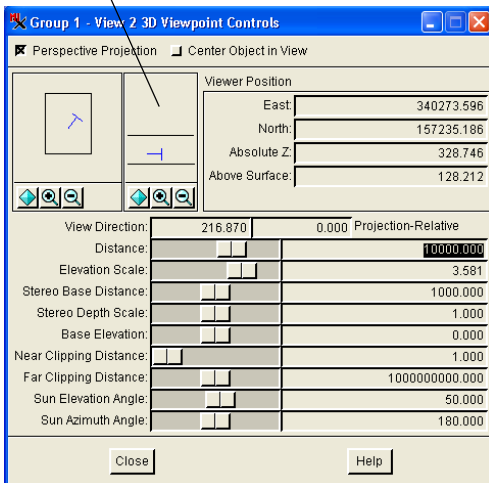 Group 1 - View 2 3D Viewpoint Controls
Perspective Projection Center Object in View
Viewer Position
East: 340273.596
North: 157235.186
Absolute Z: 328.746
Above Surface: 128.212
View Direction: 216.870 0.000 Projection-Relative
Distance: 10000.000
Elevation Scale: 3.581
Stereo Base Distance: 1000.000
Stereo Depth Scale: 1.000
Base Elevation: 0.000
Near Clipping Distance: 1.000
Far Clipping Distance: 1000000000.000
Sun Elevation Angle: 50.000
Sun Azimuth Angle: 180.000
Close Help